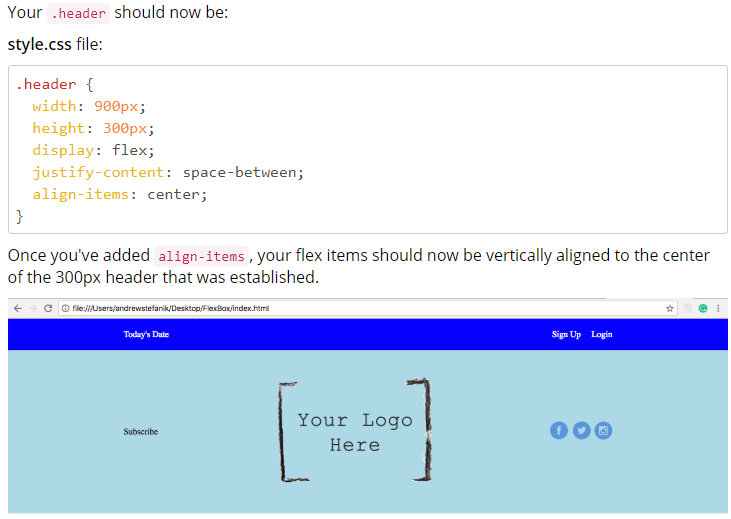 Your .header should now be:
style.css file:
.header {
width: 900px;
height: 300px;
display: flex;
justify-content: space-between;
align-items: center;
}
Once you've added align-items, your flex items should now be vertically aligned to the center
of the 300px header that was established.
file:///Users/andrewstefanik/Desktop/FlexBox/index.html
Today's Date Sign Up Login
Your Logo
Here
Subscribe